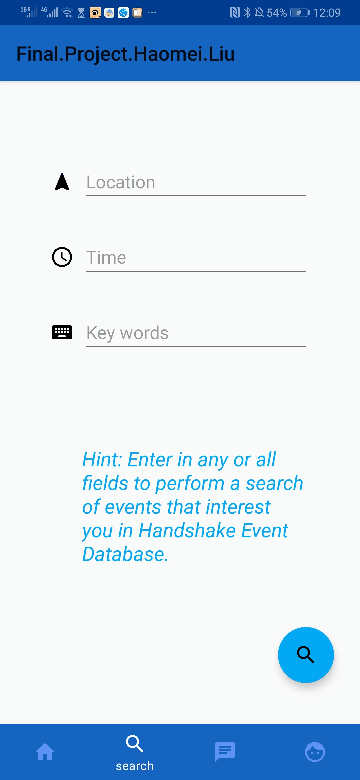 54% 12:09
Final.Project.Haomei.Liu
Location
Time
Key words
Hint: Enter in any or all
fields to perform a search
of events that interest
you in Handshake Event
Database.
search